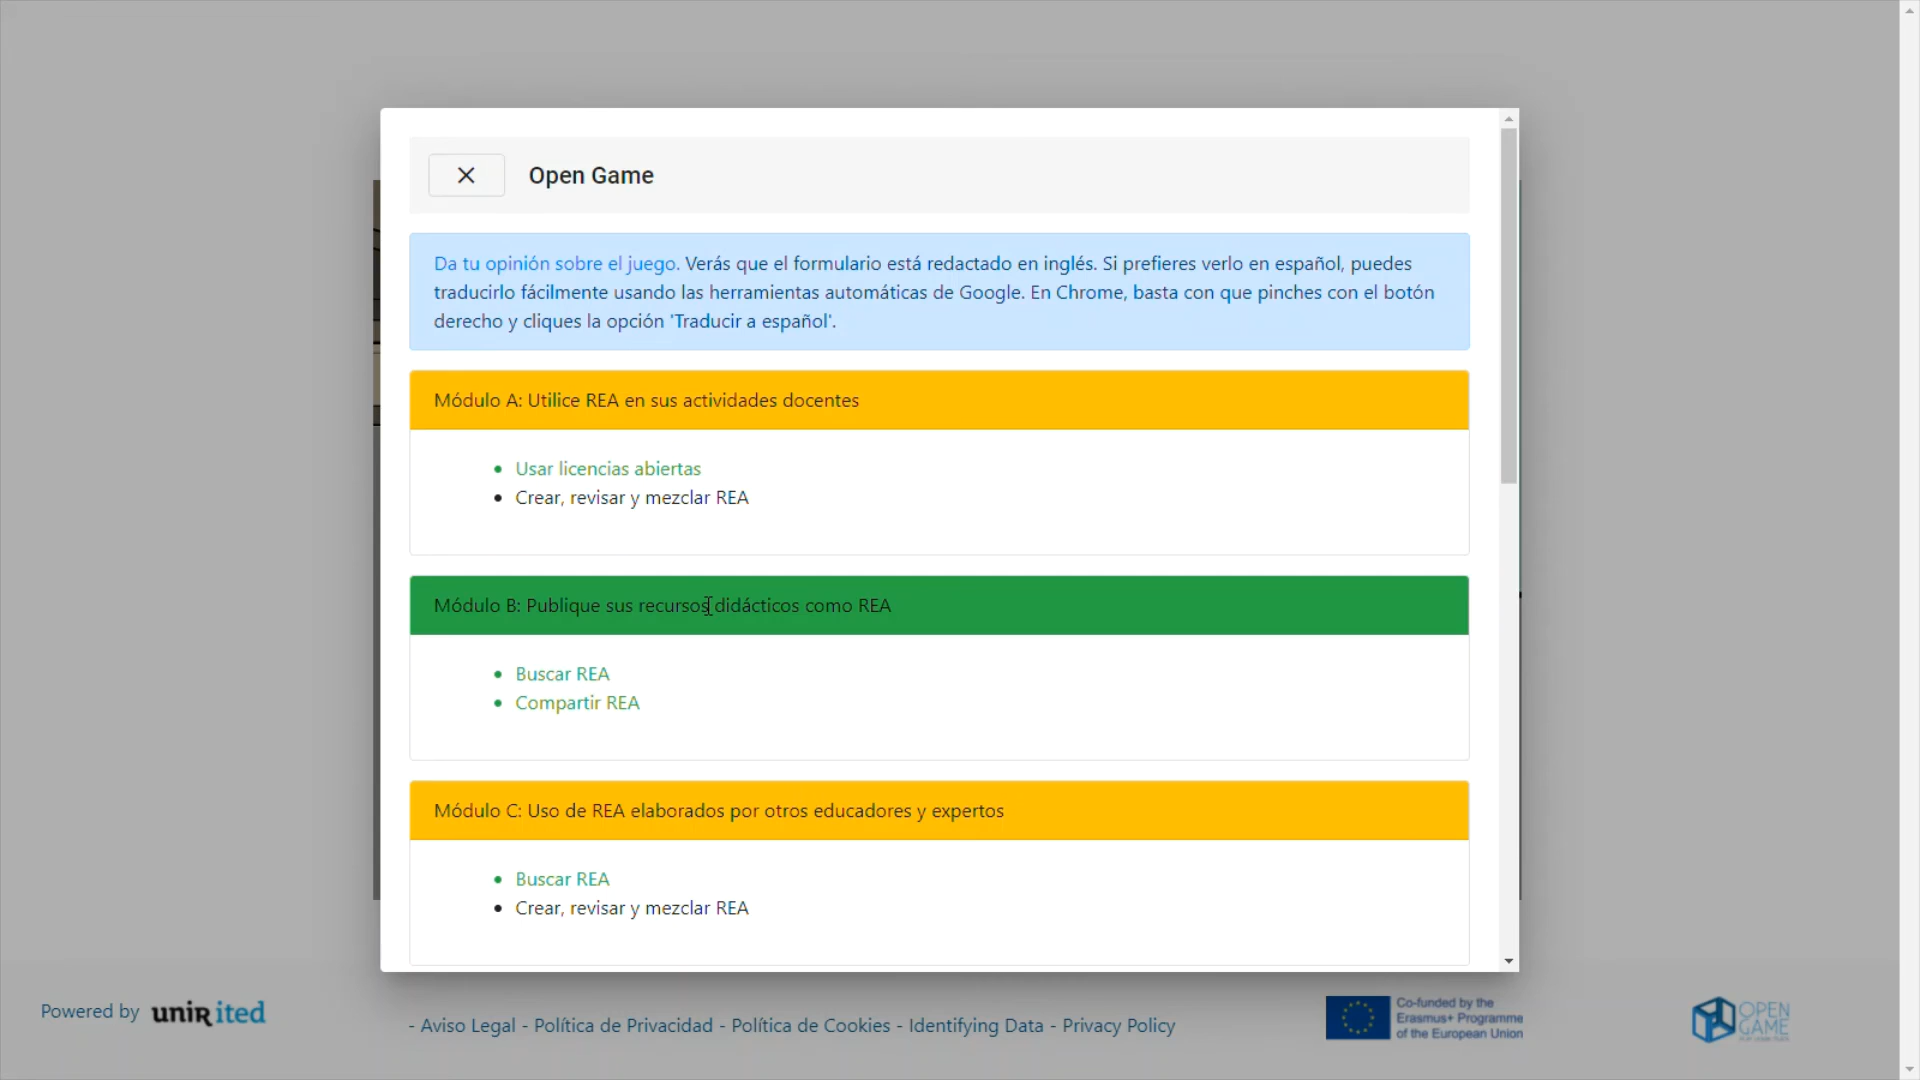 Open Game
Da tu opinión sobre el juego. Verás que el formulario está redactado en inglés. Si prefieres verlo en español, puedes
traducirlo fácilmente usando las herramientas automáticas de Google. En Chrome, basta con que pinches con el botón
derecho y cliques la opción 'Traducir a español'.
Módulo A: Utilice REA en sus actividades docentes
Usar licencias abiertas
Crear, revisar y mezclar REA
Módulo B: Publique sus recursos didácticos como REA
Buscar REA
Compartir REA
Módulo C: Uso de REA elaborados por otros educadores y expertos
Buscar REA
Crear, revisar y mezclar REA
Powered by unir ited
- Aviso Legal - Política de Privacidad - Política de Cookies - Identifying Data - Privacy Policy
Co-funded by the
Erasmus+ Programme
of the European Union
OPEN
GAME